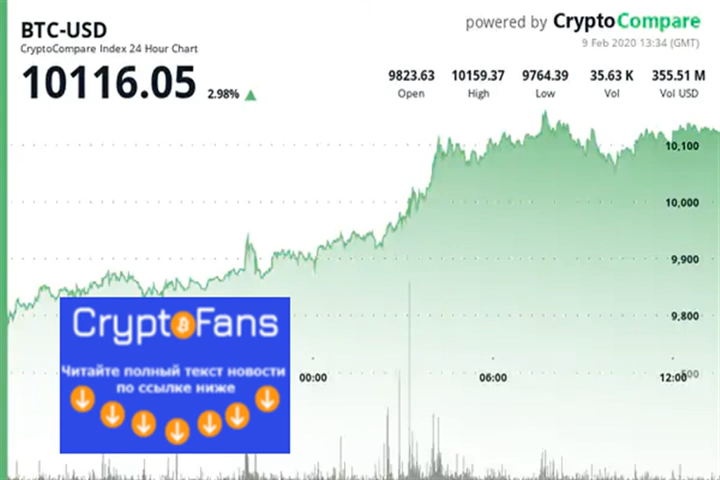 BTC-USD
CryptoCompare Index 24 Hour Chart
10116.05 2.98%
powered by CryptoCompare
9 Feb 2020 13:34 (GMT)
9823.63 10159.37 9764.39 35.63 K 355.51 M
Open High Low Vol Vol USD
10,100
10,000
9,900
9,800
00:00 06:00 12:00
CryptoFans
Читайте полный текст новости
по ссылке ниже